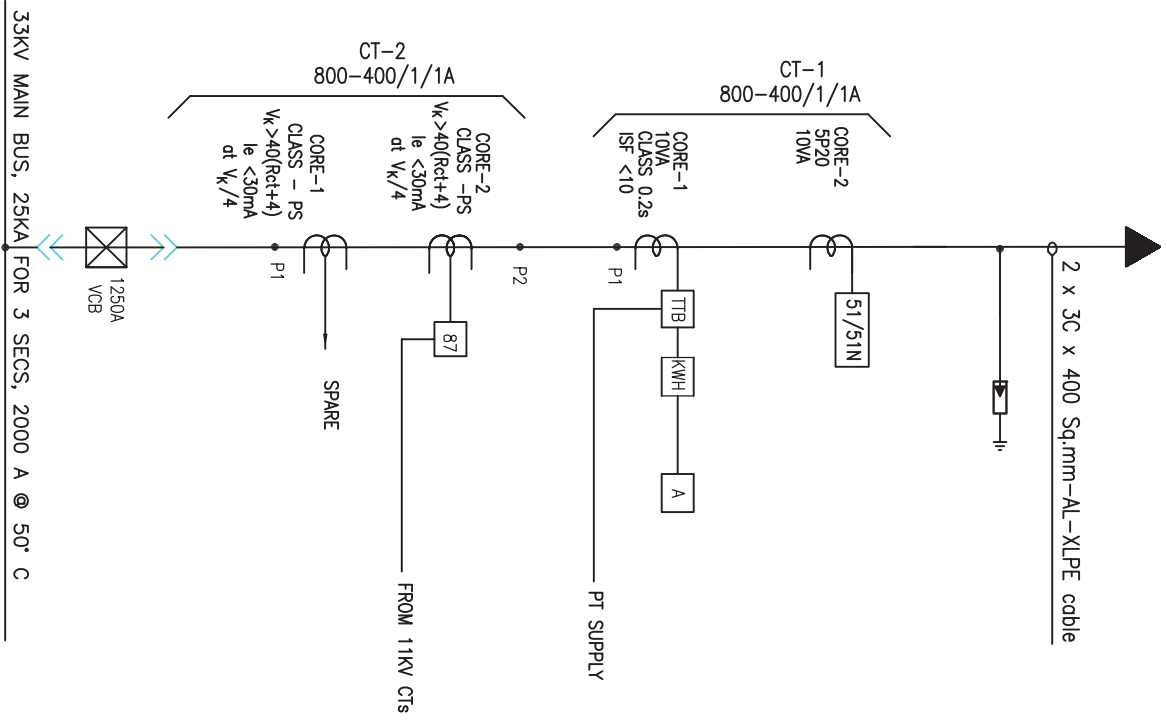 33KV MAIN BUS, 25KA FOR 3 SECS, 2000 A @ 50° C
1250A
VCB
CT-2
800-400/1/1A
CORE-1
CLASS - PS
VK>40(Rct+4)
Ie <30mA
at VK/4
P1
SPARE
CORE-2
CLASS -PS
VK>40(Rct+4)
Ie <30mA
at VK/4
87
FROM 11KV CTs
P2
CT-1
800-400/1/1A
P1
CORE-1
10VA
CLASS 0.2s
ISF <10
TTB
KWH
A
PT SUPPLY
CORE-2
5P20
10VA
51/51N
2 x 3C x 400 Sq.mm-AL-XLPE cable